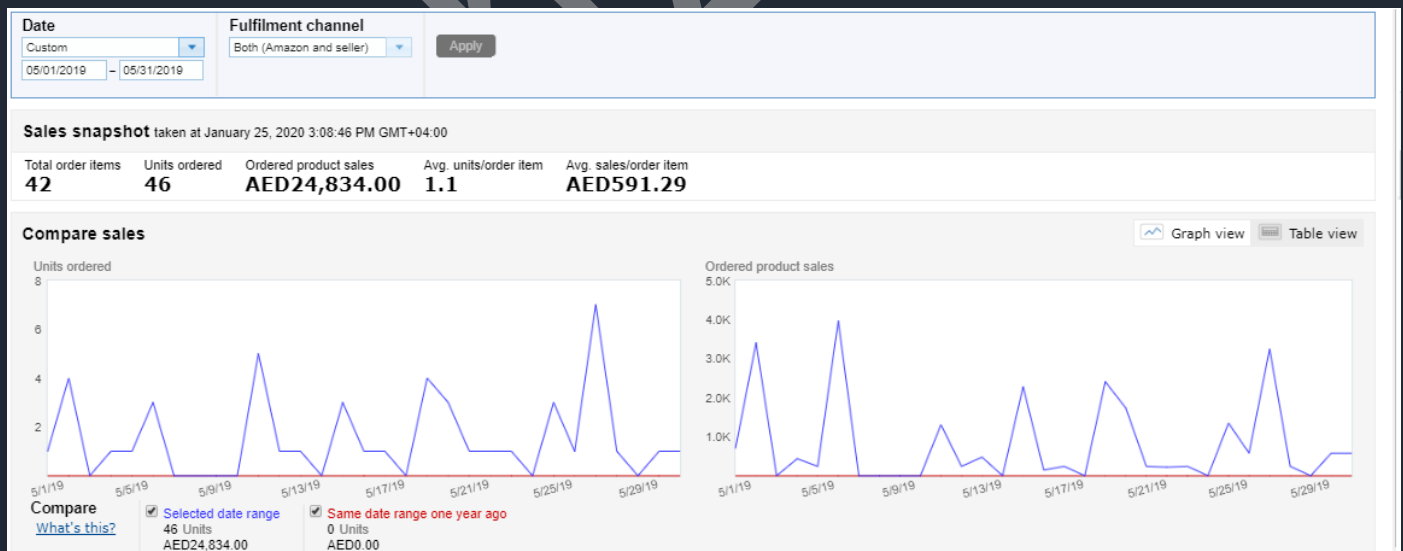 Date
Fulfilment channel
Custom
Both (Amazon and seller)
Apply
05/01/2019 – 05/31/2019
Sales snapshot taken at January 25, 2020 3:08:46 PM GMT+04:00
Total order items
Units ordered
Ordered product sales
Avg. units/order item
Avg. sales/order item
42
46
AED24,834.00
1.1
AED591.29
Compare sales
Graph view
Table view
Units ordered
8
6
4
2
5/1/19
5/5/19
5/9/19
5/13/19
5/17/19
5/21/19
5/25/19
5/29/19
Ordered product sales
5.0K
4.0K
3.0K
2.0K
1.0K
5/1/19
5/5/19
5/9/19
5/13/19
5/17/19
5/21/19
5/25/19
5/29/19
Compare
What's this?
Selected date range
46 Units
AED24,834.00
Same date range one year ago
0 Units
AED0.00